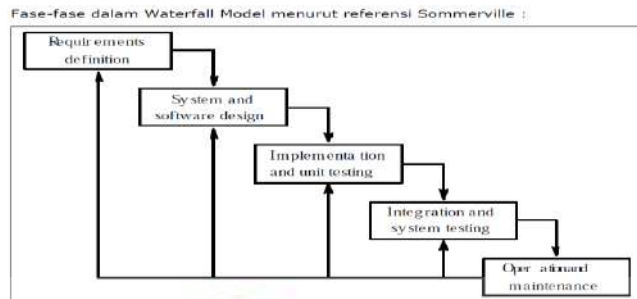 Fase-fase dalam Waterfall Model menurut referensi Sommerville :
Requirements
definition
System and
software design
Implementa tion
and unit testing
Integration and
system testing
Oper ationand
maintenance